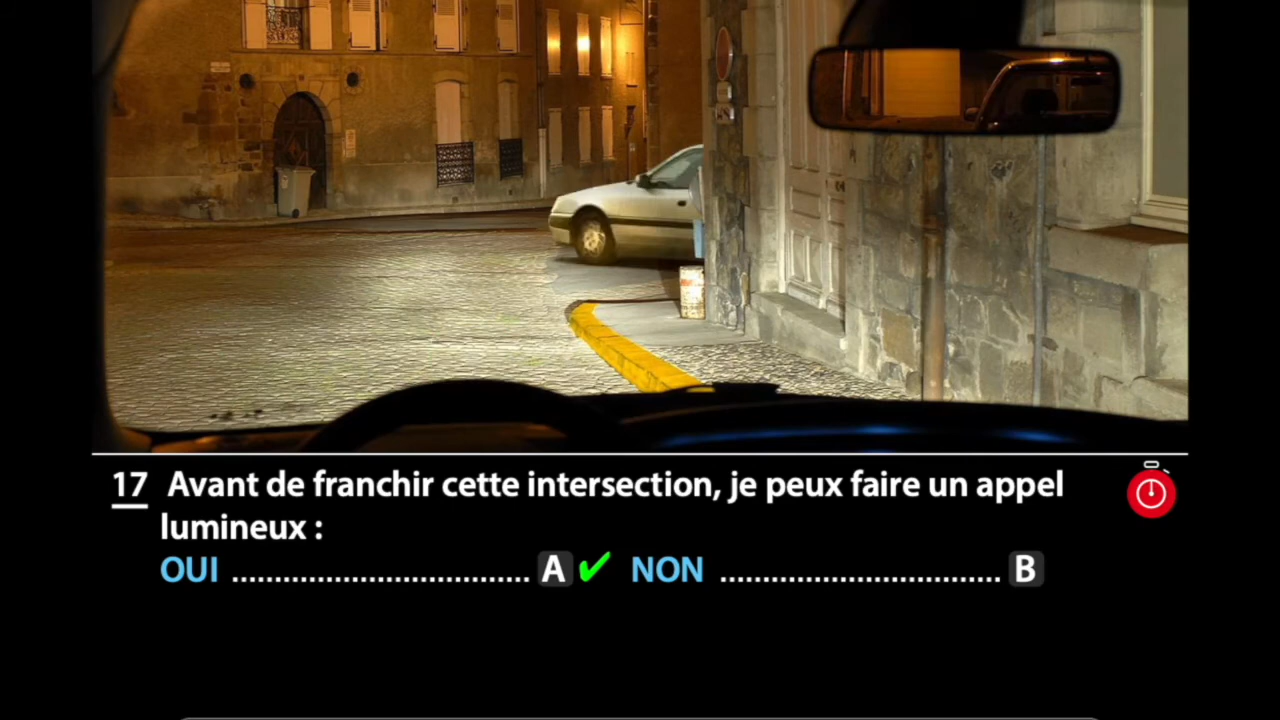 17 Avant de franchir cette intersection, je peux faire un appel
lumineux :
OUI .................................. A ✔ NON ................................ B